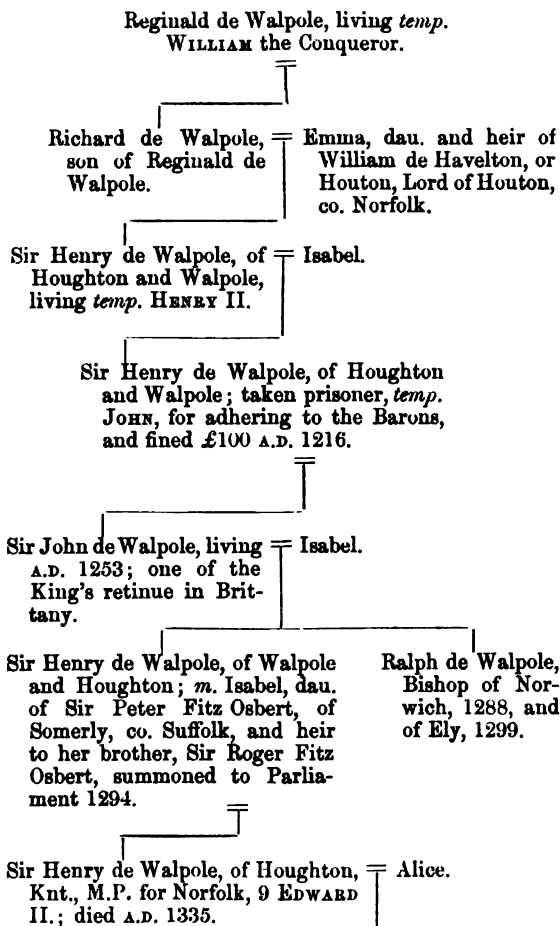 Reginald de Walpole, living temp.
WILLIAM the Conqueror.
Richard de Walpole,
son of Reginald de
Walpole.
Emma, dau. and heir of
William de Havelton, or
Houton, Lord of Houton,
co. Norfolk.
Sir Henry de Walpole, of
Houghton and Walpole,
living temp. HENRY II.
Isabel.
Sir Henry de Walpole, of Houghton
and Walpole; taken prisoner, temp.
JOHN, for adhering to the Barons,
and fined £100 A.D. 1216.
Sir John de Walpole, living
A.D. 1253; one of the
King's retinue in Brit-
tany.
Isabel.
Sir Henry de Walpole, of Walpole
and Houghton; m. Isabel, dau.
of Sir Peter Fitz Osbert, of
Somerly, co. Suffolk, and heir
to her brother, Sir Roger Fitz
Osbert, summoned to Parlia-
ment 1294.
Ralph de Walpole,
Bishop of Nor-
wich, 1288, and
of Ely, 1299.
Sir Henry de Walpole, of Houghton,
Knt., M.P. for Norfolk, 9 EDWARD
II.; died A.D. 1335.
Alice.